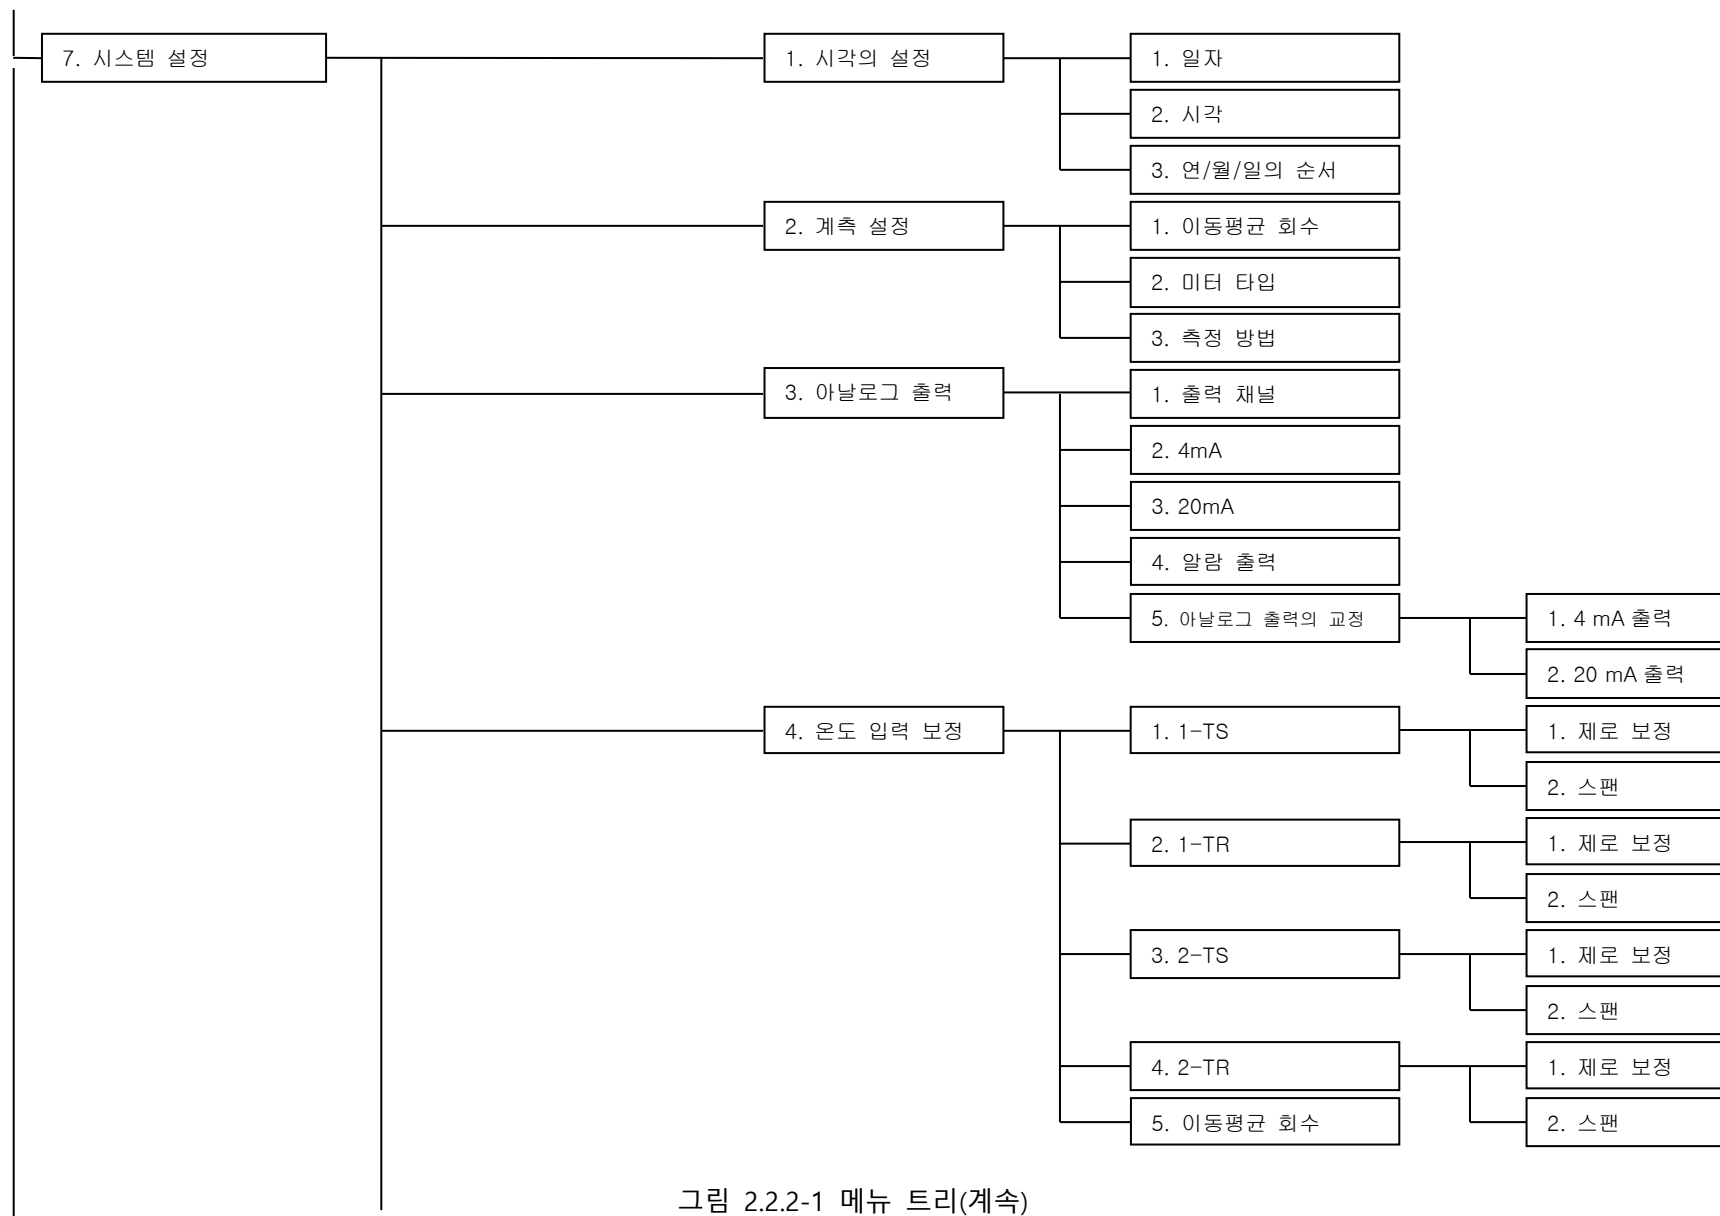 7. 시스템 설정
1. 시각의 설정
1. 일자
2. 시각
3. 연/월/일의 순서
2. 계측 설정
1. 이동평균 회수
2. 미터 타입
3. 측정 방법
3. 아날로그 출력
1. 출력 채널
2. 4mA
3. 20mA
4. 알람 출력
5. 아날로그 출력의 교정
1. 4 mA 출력
2. 20 mA 출력
4. 온도 입력 보정
1. 1-TS
1. 제로 보정
2. 스팬
2. 1-TR
1. 제로 보정
2. 스팬
3. 2-TS
1. 제로 보정
2. 스팬
4. 2-TR
1. 제로 보정
2. 스팬
5. 이동평균 회수
그림 2.2.2-1 메뉴 트리(계속)